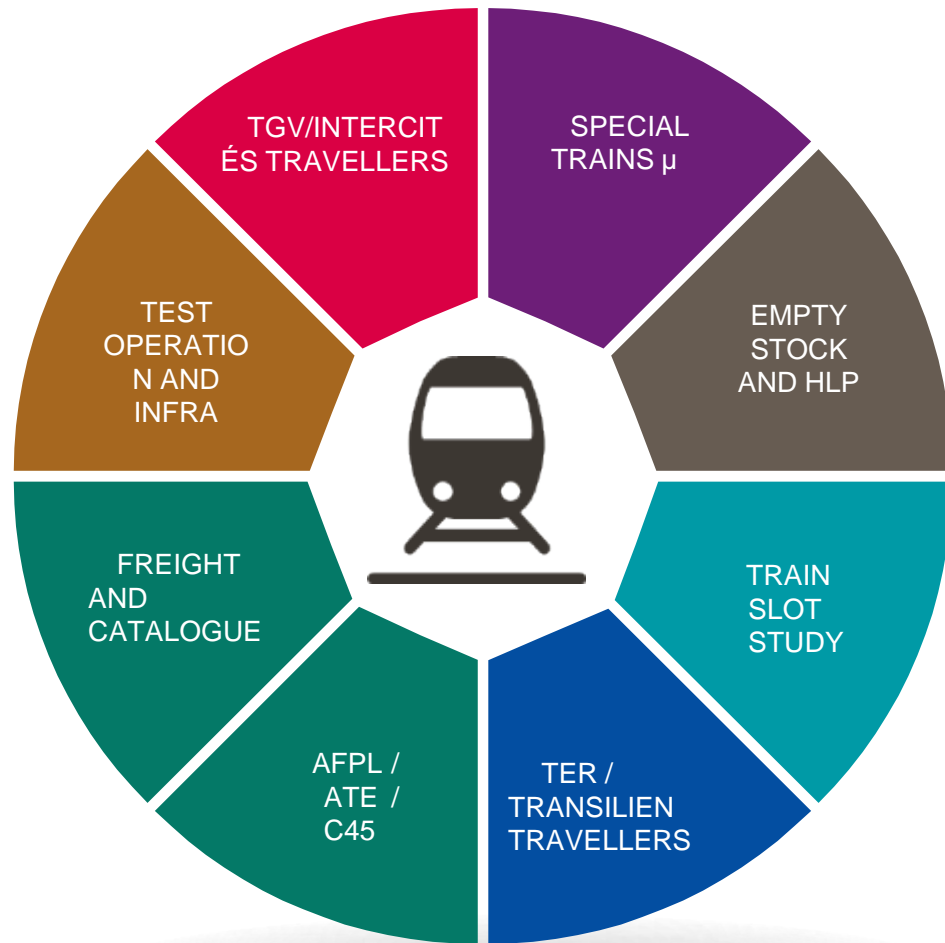 TGV/INTERCIT
ÉS TRAVELLERS
SPECIAL
TRAINS µ
TEST
OPERATIO
N AND
INFRA
EMPTY
STOCK
AND HLP
FREIGHT
AND
CATALOGUE
TRAIN
SLOT
STUDY
AFPL /
ATE /
C45
TER /
TRANSILIEN
TRAVELLERS